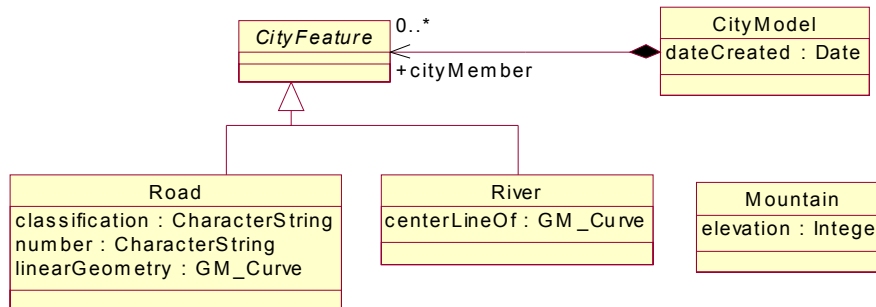 CityFeature
0..*
+cityMember
CityModel
dateCreated : Date
Road
classification : CharacterString
number : CharacterString
linearGeometry : GM_Curve
River
centerLineOf : GM_Curve
Mountain
elevation : Intege